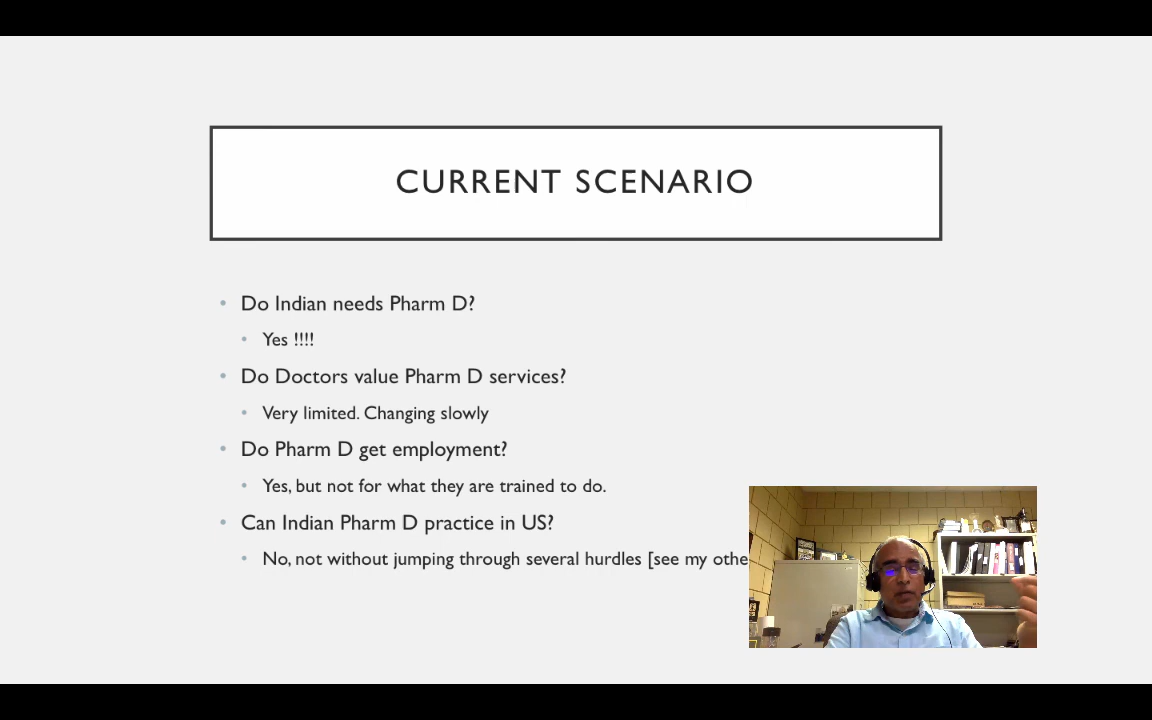 CURRENT SCENARIO
• Do Indian needs Pharm D?
• Yes !!!!
• Do Doctors value Pharm D services?
• Very limited. Changing slowly
• Do Pharm D get employment?
• Yes, but not for what they are trained to do.
• Can Indian Pharm D practice in US?
• No, not without jumping through several hurdles [see my othe